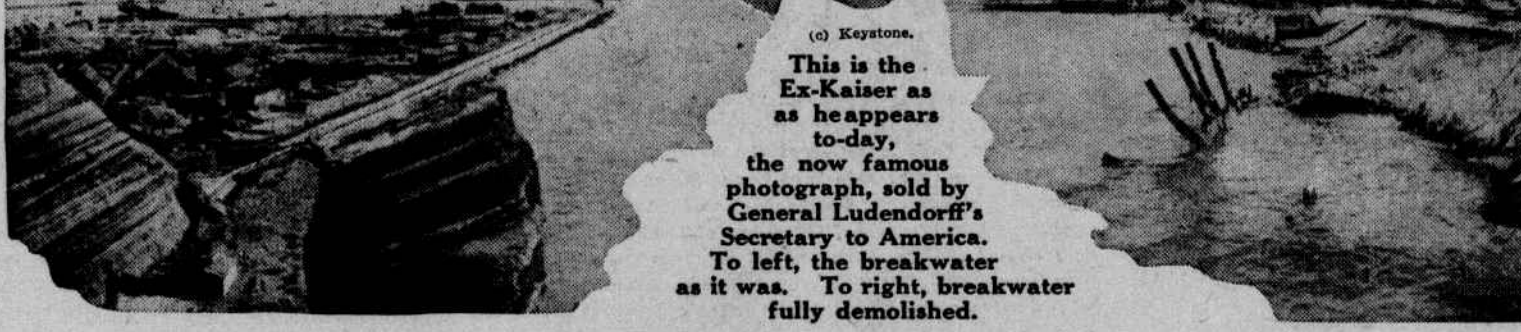 (c) Keystone.
This is the
Ex-Kaiser as
as heappears
to-day,
the now famous
photograph, sold by
General Ludendorff's
Secretary to America.
To left, the breakwater
as it was. To right, breakwater
fully demolished.